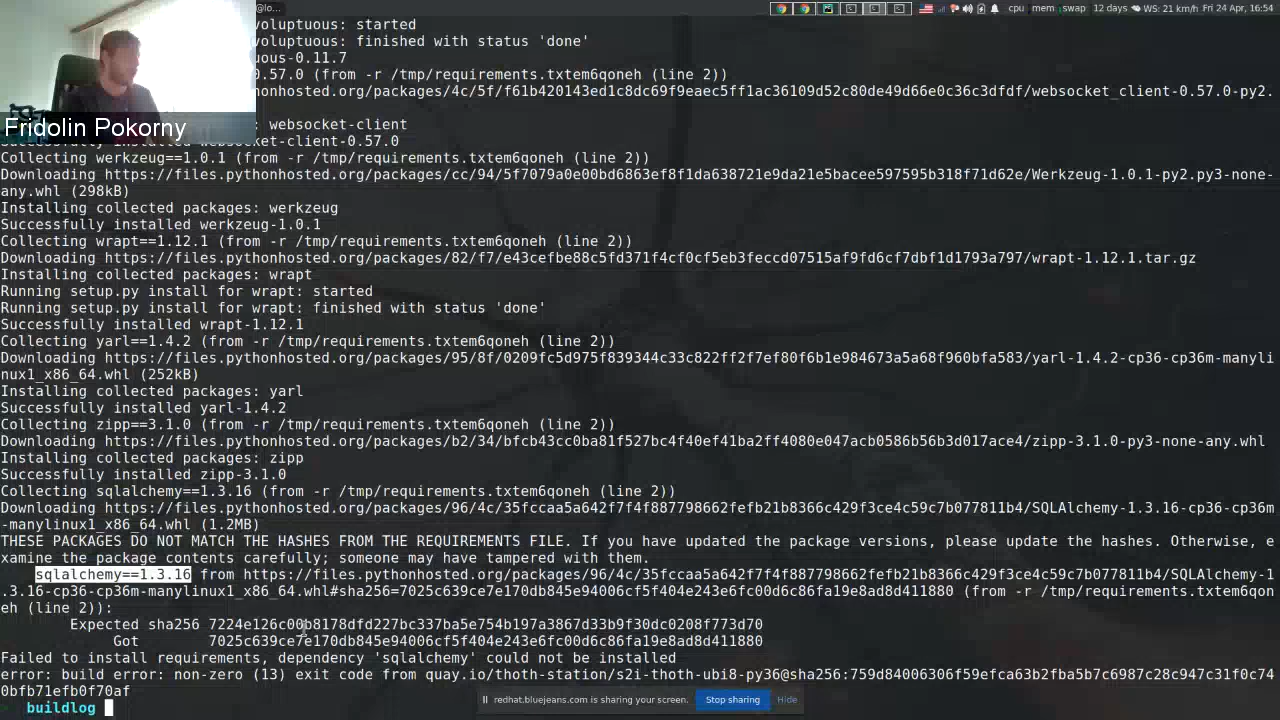 @lo...
cpu mem swap 12 days WS: 21 km/h Fri 24 Apr, 16:54
voluptuous: started
voluptuous: finished with status 'done'
uous-0.11.7
0.57.0 (from -r /tmp/requirements.txtem6qoneh (line 2))
honhosted.org/packages/4c/5f/f61b420143ed1c8dc69f9eaec5ff1ac36109d52c80de49d66e0c36c3dfdf/websocket_client-0.57.0-py2.
Fridolin Pokorny
: websocket-client
Successfully installed websocket-client-0.57.0
Collecting werkzeug==1.0.1 (from -r /tmp/requirements.txtem6qoneh (line 2))
Downloading https://files.pythonhosted.org/packages/cc/94/5f7079a0e00bd6863ef8f1da638721e9da21e5bacee597595b318f71d62e/Werkzeug-1.0.1-py2.py3-none-
any.whl (298kB)
Installing collected packages: werkzeug
Successfully installed werkzeug-1.0.1
Collecting wrapt==1.12.1 (from -r /tmp/requirements.txtem6qoneh (line 2))
Downloading https://files.pythonhosted.org/packages/82/f7/e43cefbe88c5fd371f4cf0cf5eb3feccd07515af9fd6cf7dbf1d1793a797/wrapt-1.12.1.tar.gz
Installing collected packages: wrapt
Running setup.py install for wrapt: started
Running setup.py install for wrapt: finished with status 'done'
Successfully installed wrapt-1.12.1
Collecting yarl==1.4.2 (from -r /tmp/requirements.txtem6qoneh (line 2))
Downloading https://files.pythonhosted.org/packages/95/8f/0209fc5d975f839344c33c822ff2f7ef80f6b1e984673a5a68f960bfa583/yarl-1.4.2-cp36-cp36m-manyli
nux1_x86_64.whl (252kB)
Installing collected packages: yarl
Successfully installed yarl-1.4.2
Collecting zipp==3.1.0 (from -r /tmp/requirements.txtem6qoneh (line 2))
Downloading https://files.pythonhosted.org/packages/b2/34/bfcb43cc0ba81f527bc4f40ef41ba2ff4080e047acb0586b56b3d017ace4/zipp-3.1.0-py3-none-any.whl
Installing collected packages: zipp
Successfully installed zipp-3.1.0
Collecting sqlalchemy==1.3.16 (from -r /tmp/requirements.txtem6qoneh (line 2))
Downloading https://files.pythonhosted.org/packages/96/4c/35fccaa5a642f7f4f887798662fefb21b8366c429f3ce4c59c7b077811b4/SQLAlchemy-1.3.16-cp36-cp36m
-manylinux1_x86_64.whl (1.2MB)
THESE PACKAGES DO NOT MATCH THE HASHES FROM THE REQUIREMENTS FILE. If you have updated the package versions, please update the hashes. Otherwise, e
xamine the package contents carefully; someone may have tampered with them.
sqlalchemy==1.3.16 from https://files.pythonhosted.org/packages/96/4c/35fccaa5a642f7f4f887798662fefb21b8366c429f3ce4c59c7b077811b4/SQLAlchemy-1
.3.16-cp36-cp36m-manylinux1_x86_64.whl#sha256=7025c639ce7e170db845e94006cf5f404e243e6fc00d6c86fa19e8ad8d411880 (from -r /tmp/requirements.txtem6qon
eh (line 2)):
Expected sha256 7224e126c00b8178dfd227bc337ba5e754b197a3867d33b9f30dc0208f773d70
Got 7025c639ce7e170db845e94006cf5f404e243e6fc00d6c86fa19e8ad8d411880
Failed to install requirements, dependency 'sqlalchemy' could not be installed
error: build error: non-zero (13) exit code from quay.io/thoth-station/s2i-thoth-ubi8-py36@sha256:759d84006306f59efca63b2fba5b7c6987c28c947c31f0c74
0bfb71efb0f70af
buildlog
redhat.bluejeans.com is sharing your screen. Stop sharing Hide